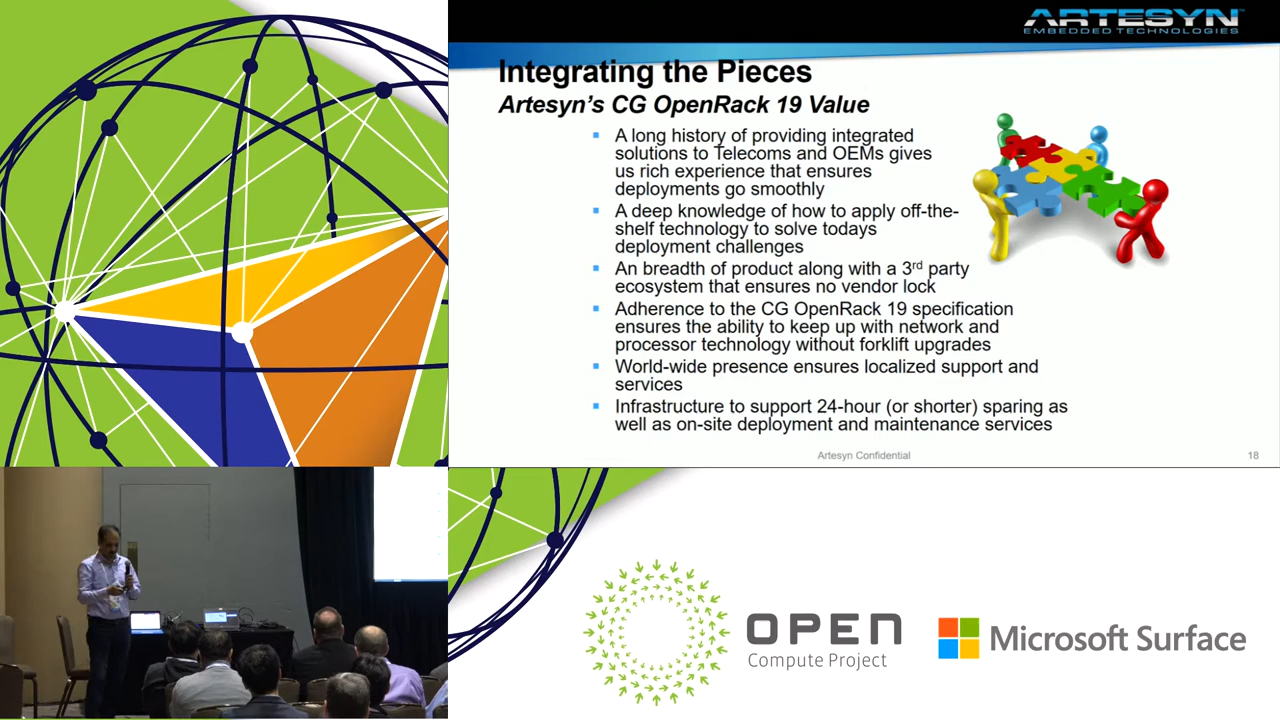 ARTESYN™
EMBEDDED TECHNOLOGIES
Integrating the Pieces
Artesyn's CG OpenRack 19 Value
A long history of providing integrated
solutions to Telecoms and OEMs gives
us rich experience that ensures
deployments go smoothly
A deep knowledge of how to apply off-the-
shelf technology to solve todays
deployment challenges
An breadth of product along with a 3rd party
ecosystem that ensures no vendor lock
Adherence to the CG OpenRack 19 specification
ensures the ability to keep up with network and
processor technology without forklift upgrades
World-wide presence ensures localized support and
services
Infrastructure to support 24-hour (or shorter) sparing as
well as on-site deployment and maintenance services
Artesyn Confidential
18
OPEN
Compute Project
Microsoft Surface